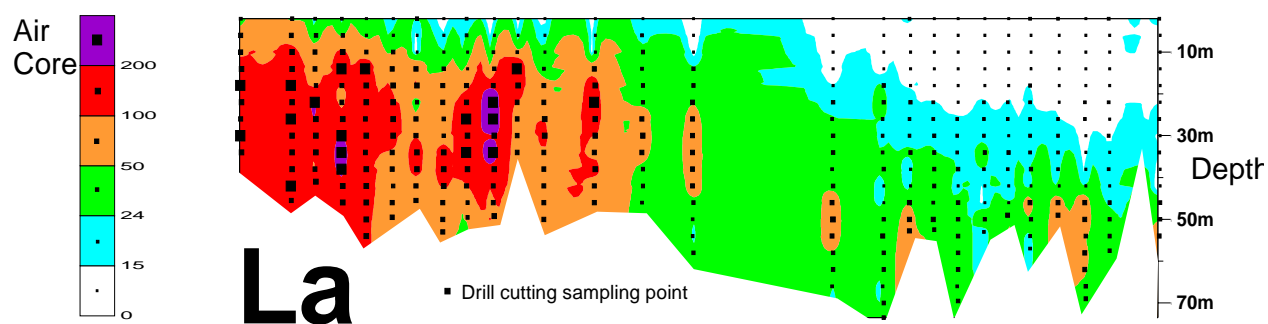 Air
Core
200
100
50
24
15
0
10m
30m
Depth
50m
70m
La
Drill cutting sampling point